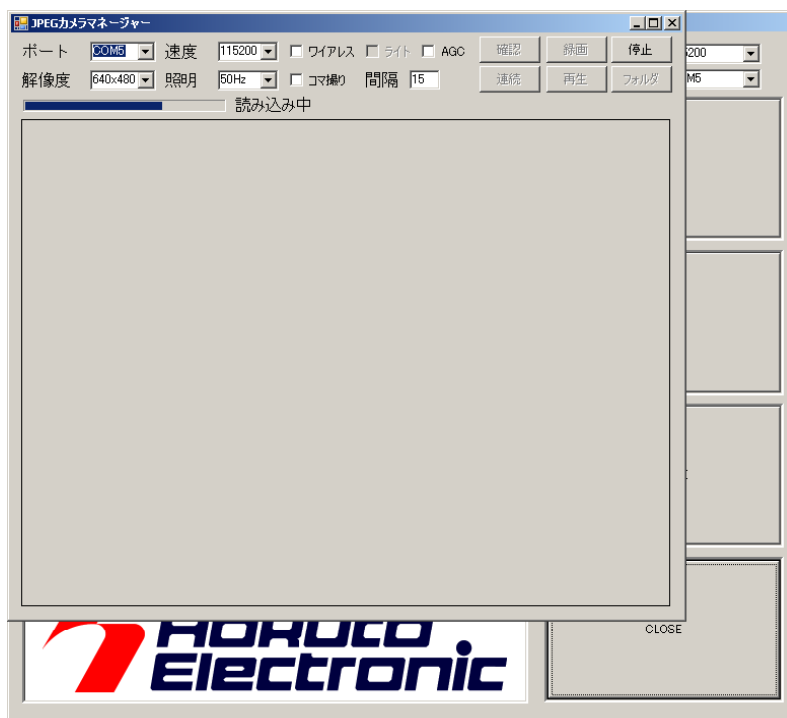 JPEGカメラマネージャー
ポート COM5 速度 115200 ワイアレス ライト AGC 確認 録画 停止
解像度 640x480 照明 50Hz コマ撮り 間隔 15 連続 再生 フォルダ
読み込み中
5200
M5
CLOSE
Electronic